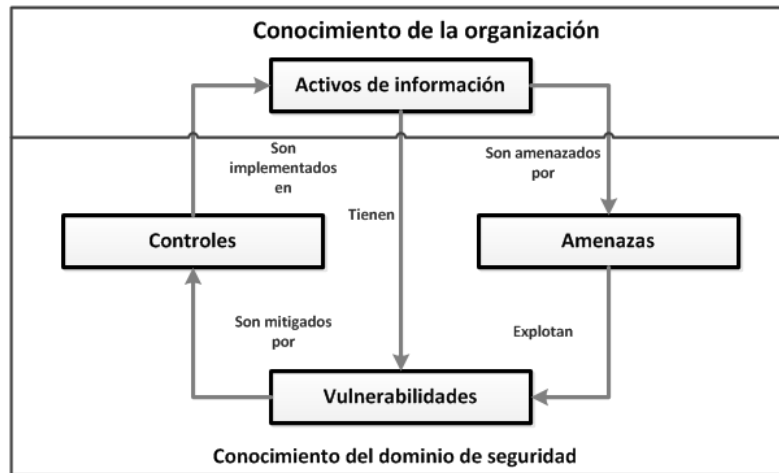 Conocimiento de la organización
Activos de información
Son
implementados
en
Son amenazados
por
Tienen
Controles
Amenazas
Son mitigados
por
Explotan
Vulnerabilidades
Conocimiento del dominio de seguridad